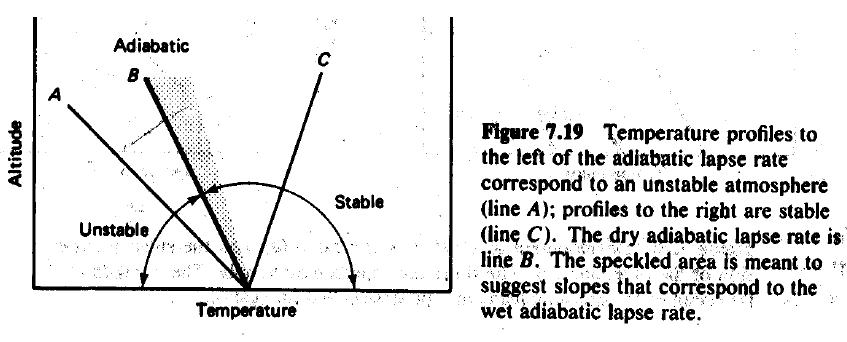 Adiabatic
B
C
A
Altitude
Unstable
Stable
Temperature
Figure 7.19 Temperature profiles to
the left of the adiabatic lapse rate
correspond to an unstable atmosphere
(line A); profiles to the right are stable
(line C). The dry adiabatic lapse rate is
line B. The speckled area is meant to
suggest slopes that correspond to the
wet adiabatic lapse rate.